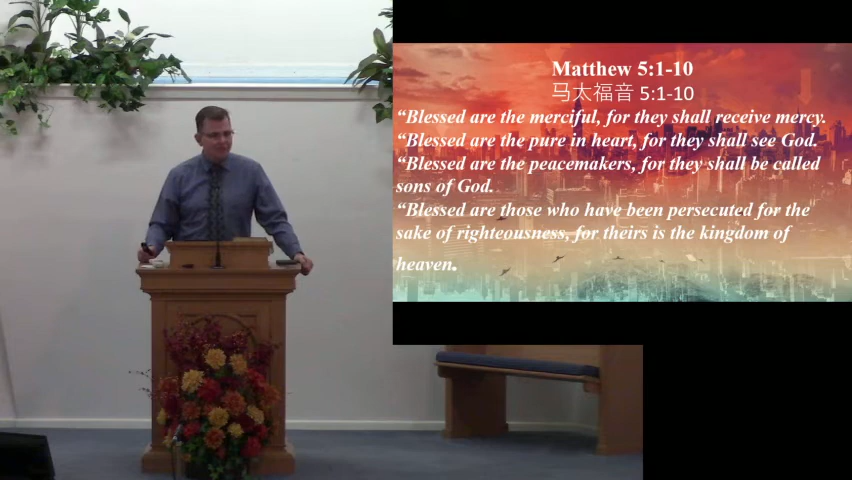 Matthew 5:1-10
马太福音 5:1-10
“Blessed are the merciful, for they shall receive mercy.
“Blessed are the pure in heart, for they shall see God.
“Blessed are the peacemakers, for they shall be called
sons of God.
“Blessed are those who have been persecuted for the
sake of righteousness, for theirs is the kingdom of
heaven.